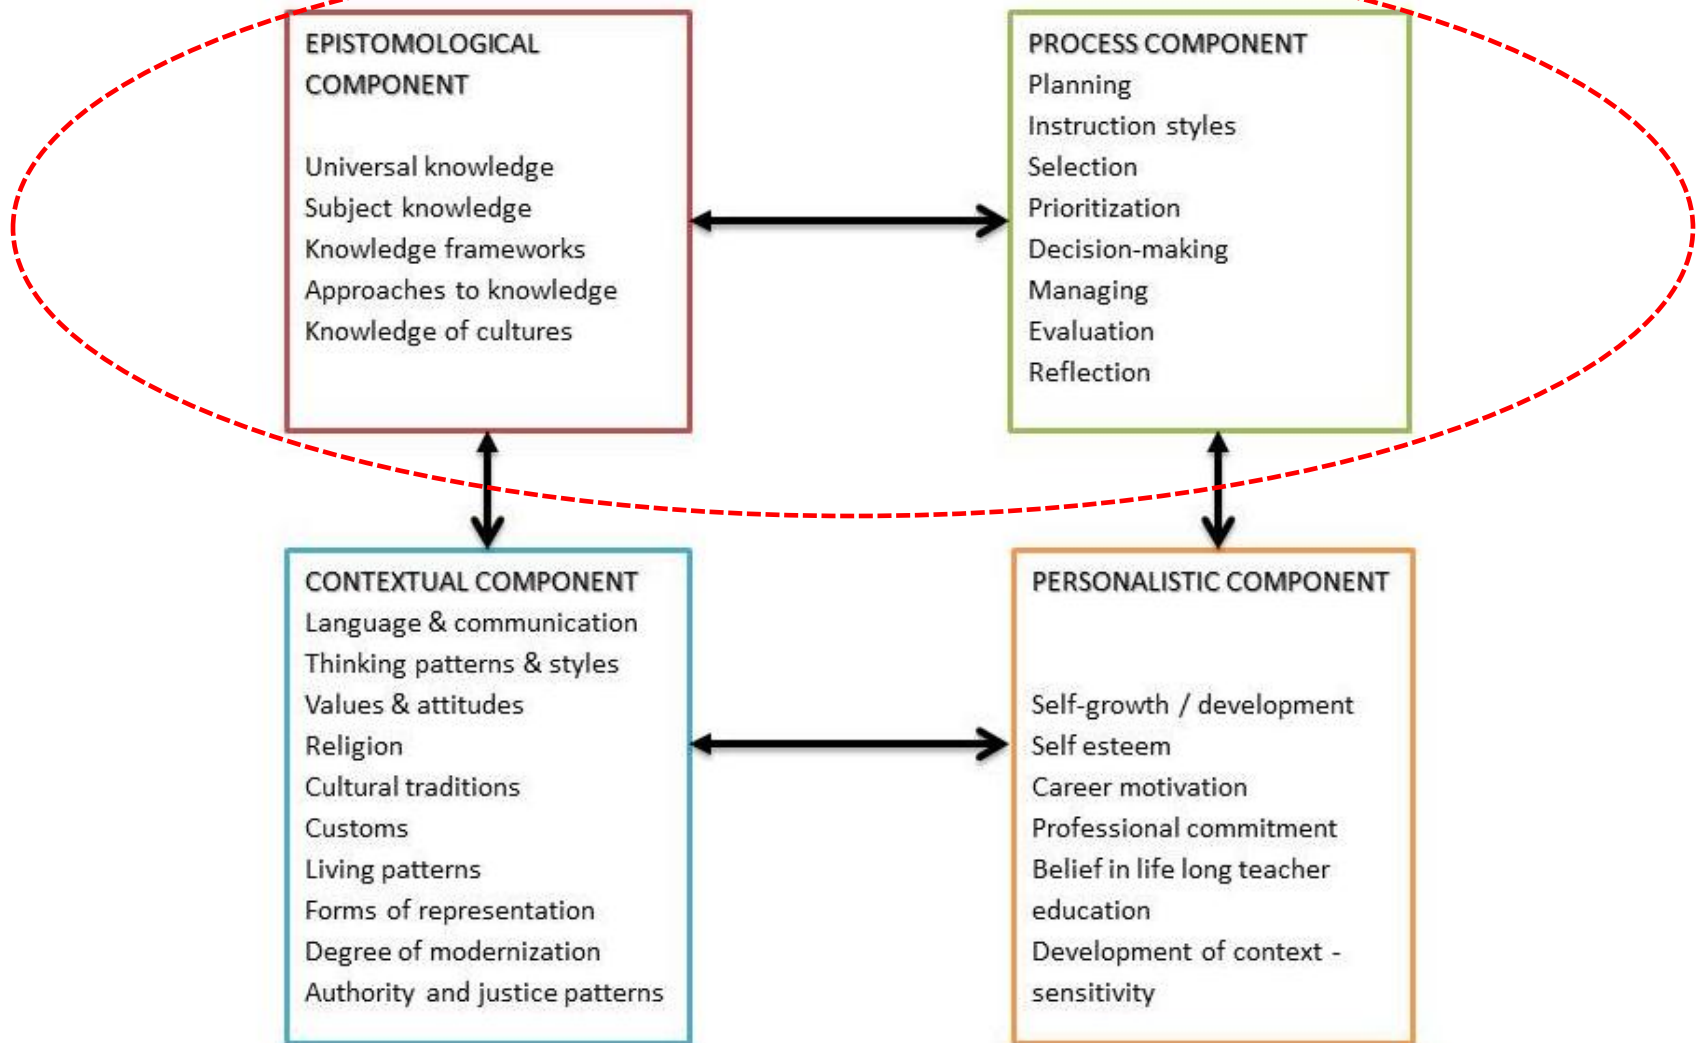 EPISTOMOLOGICAL
COMPONENT
Universal knowledge
Subject knowledge
Knowledge frameworks
Approaches to knowledge
Knowledge of cultures
PROCESS COMPONENT
Planning
Instruction styles
Selection
Prioritization
Decision-making
Managing
Evaluation
Reflection
CONTEXTUAL COMPONENT
Language & communication
Thinking patterns & styles
Values & attitudes
Religion
Cultural traditions
Customs
Living patterns
Forms of representation
Degree of modernization
Authority and justice patterns
PERSONALISTIC COMPONENT
Self-growth / development
Self esteem
Career motivation
Professional commitment
Belief in life long teacher
education
Development of context -
sensitivity